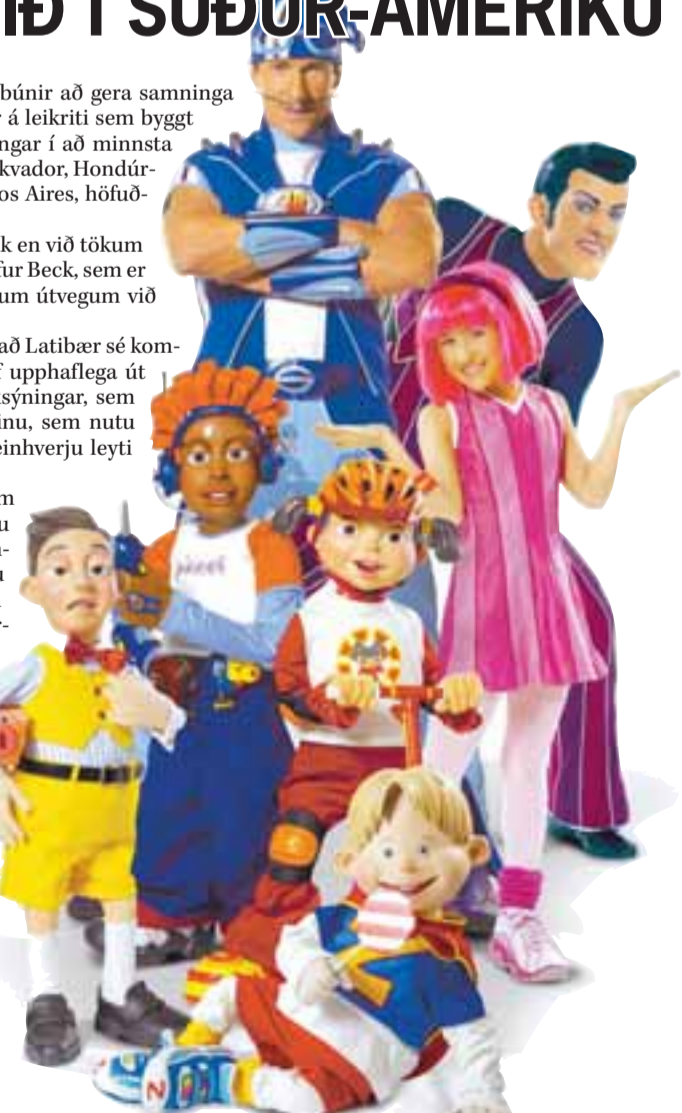 IÐ Í SUÐUR-AMERÍKU
búnir að gera samninga
r á leikriti sem byggt
ngar í að minnsta
kvador, Hondúr-
os Aires, höfuð-
k en við tökum
fur Beck, sem er
um útvegum við
að Latibær sé kom-
f upphaflega út
ksýningar, sem
inu, sem nutu
einhverju leyti
m
u
u